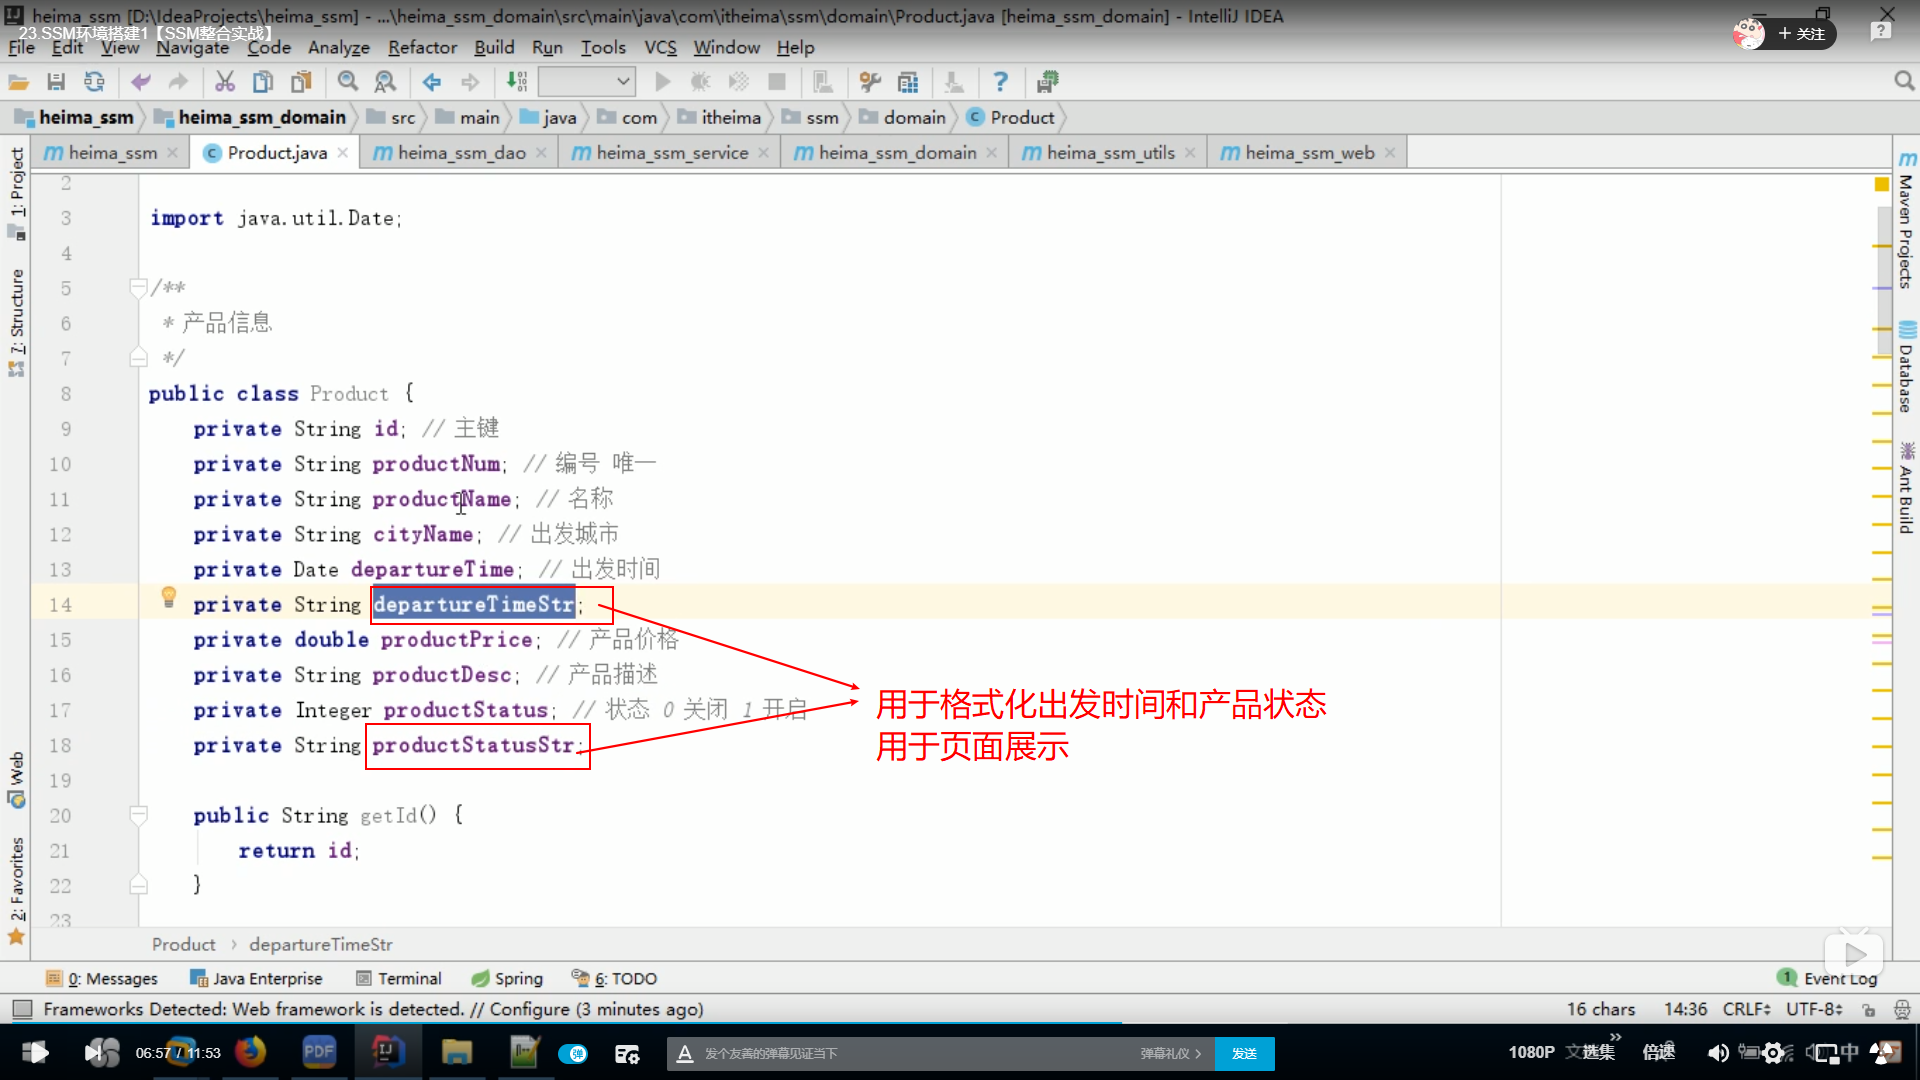 heima_ssm [D:\IdeaProjects\heima_ssm] - ...\heima_ssm_domain\src\main\java\com\itheima\ssm\domain\Product.java [heima_ssm_domain] - IntelliJ IDEA
23.SSM环境搭建1【SSM整合实战】
+ 关注
File Edit View Navigate Code Analyze Refactor Build Run Tools VCS Window Help
heima_ssm heima_ssm_domain src main java com itheima ssm domain Product
heima_ssm Product.java heima_ssm_dao heima_ssm_service heima_ssm_domain heima_ssm_utils heima_ssm_web
1: Project
7: Structure
Web
2: Favorites
Maven Projects
Database
Ant Build
2
3 import java.util.Date;
4
5 /**
6 * 产品信息
7 */
8 public class Product {
9 private String id; // 主键
10 private String productNum; // 编号 唯一
11 private String productName; // 名称
12 private String cityName; // 出发城市
13 private Date departureTime; // 出发时间
14 private String departureTimeStr;
15 private double productPrice; // 产品价格
16 private String productDesc; // 产品描述
17 private Integer productStatus; // 状态 0 关闭 1 开启
18 private String productStatusStr;
19
20 public String getId() {
21 return id;
22 }
23
用于格式化出发时间和产品状态
用于页面展示
Product › departureTimeStr
0: Messages Java Enterprise Terminal Spring 6: TODO
1 Event Log
Frameworks Detected: Web framework is detected. // Configure (3 minutes ago)
16 chars 14:36 CRLF UTF-8
06:57 / 11:53
PDF
弹
A 发个友善的弹幕见证当下
弹幕礼仪 >
发送
1080P
选集
倍速
中